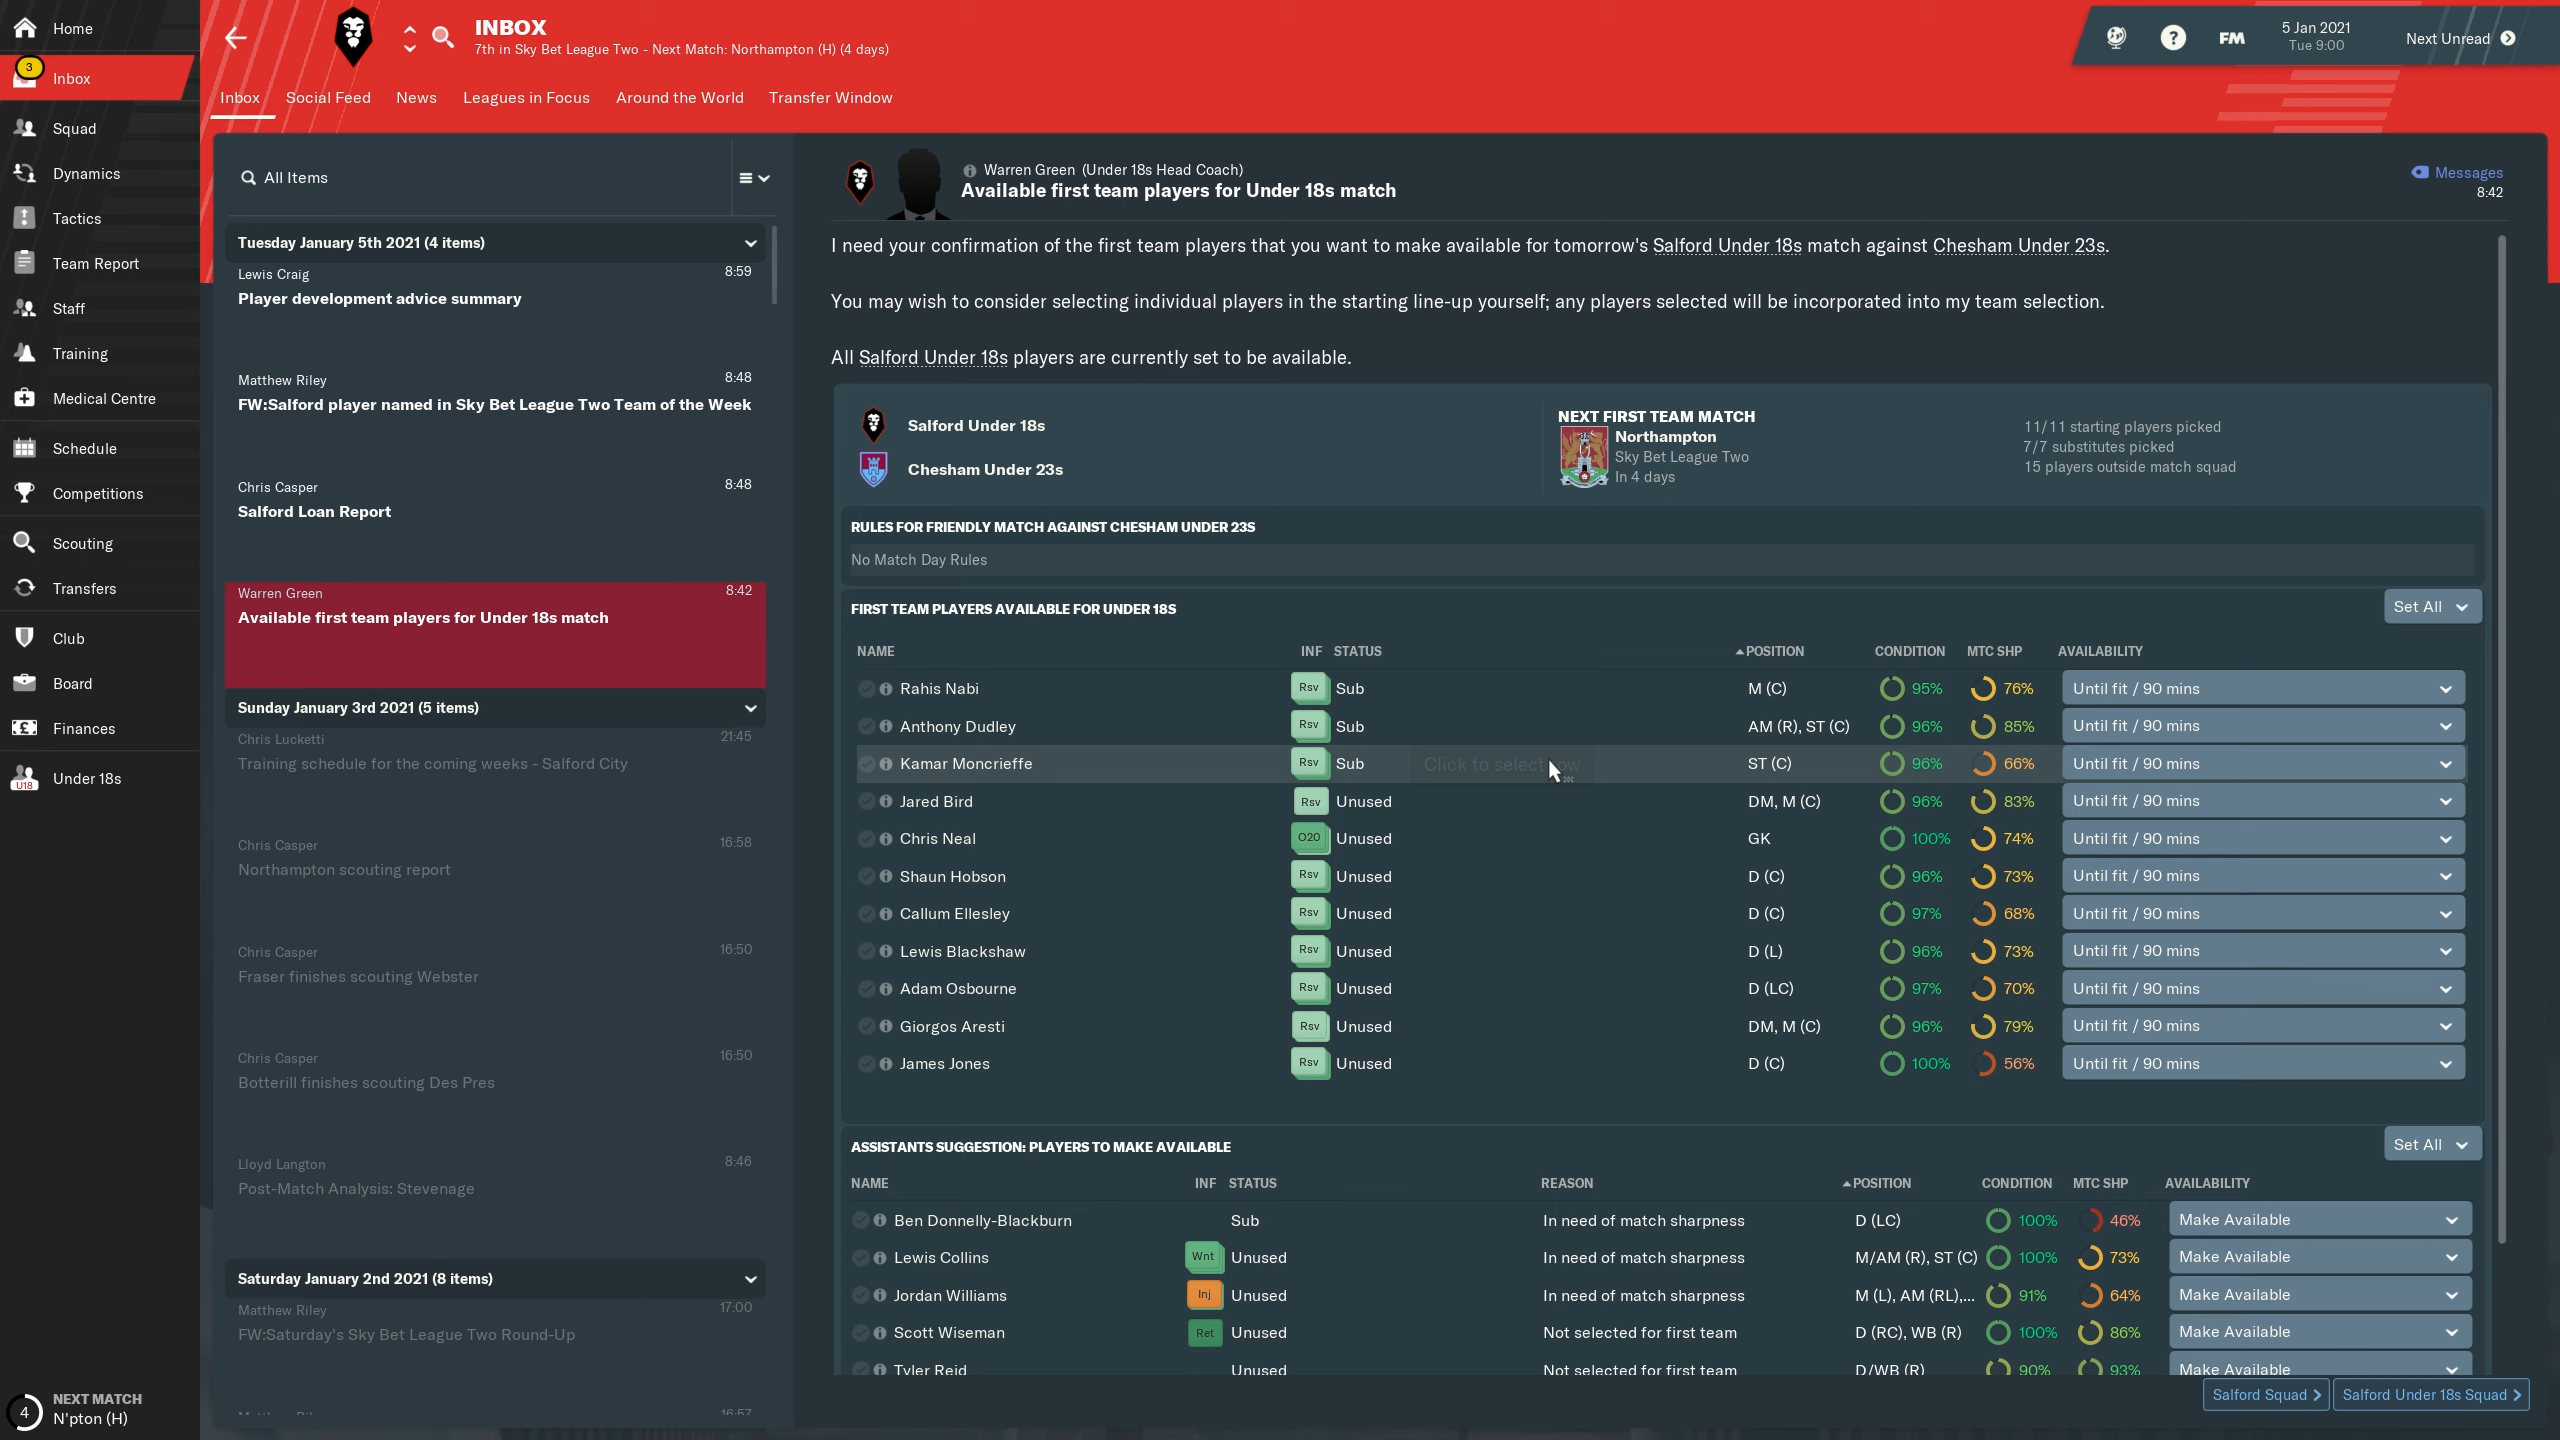 Home
3
Inbox
Squad
Dynamics
Tactics
Team Report
Staff
Training
Medical Centre
Schedule
Competitions
Scouting
Transfers
Club
Board
Finances
U18
Under 18s
4
NEXT MATCH
N'pton (H)
INBOX
7th in Sky Bet League Two - Next Match: Northampton (H) (4 days)
? FM 5 Jan 2021
Tue 9:00
Next Unread
Inbox Social Feed News Leagues in Focus Around the World Transfer Window
All Items
Tuesday January 5th 2021 (4 items)
Lewis Craig 8:59
Player development advice summary
Matthew Riley 8:48
FW:Salford player named in Sky Bet League Two Team of the Week
Chris Casper 8:48
Salford Loan Report
Warren Green 8:42
Available first team players for Under 18s match
Sunday January 3rd 2021 (5 items)
Chris Lucketti 21:45
Training schedule for the coming weeks - Salford City
Chris Casper 16:58
Northampton scouting report
Chris Casper 16:50
Fraser finishes scouting Webster
Chris Casper 16:50
Botterill finishes scouting Des Pres
Lloyd Langton 8:46
Post-Match Analysis: Stevenage
Saturday January 2nd 2021 (8 items)
Matthew Riley 17:00
FW:Saturday's Sky Bet League Two Round-Up
Warren Green (Under 18s Head Coach)
Available first team players for Under 18s match
Messages
8:42
I need your confirmation of the first team players that you want to make available for tomorrow's Salford Under 18s match against Chesham Under 23s.
You may wish to consider selecting individual players in the starting line-up yourself; any players selected will be incorporated into my team selection.
All Salford Under 18s players are currently set to be available.
Salford Under 18s
Chesham Under 23s
NEXT FIRST TEAM MATCH
Northampton
Sky Bet League Two
In 4 days
11/11 starting players picked
7/7 substitutes picked
15 players outside match squad
RULES FOR FRIENDLY MATCH AGAINST CHESHAM UNDER 23S
No Match Day Rules
FIRST TEAM PLAYERS AVAILABLE FOR UNDER 18S Set All
NAME INF STATUS POSITION CONDITION MTC SHP AVAILABILITY
Rahis Nabi Rsv Sub M (C) 95% 76% Until fit / 90 mins
Anthony Dudley Rsv Sub AM (R), ST (C) 96% 85% Until fit / 90 mins
Kamar Moncrieffe Rsv Sub Click to select row ST (C) 96% 66% Until fit / 90 mins
Jared Bird Rsv Unused DM, M (C) 96% 83% Until fit / 90 mins
Chris Neal O20 Unused GK 100% 74% Until fit / 90 mins
Shaun Hobson Rsv Unused D (C) 96% 73% Until fit / 90 mins
Callum Ellesley Rsv Unused D (C) 97% 68% Until fit / 90 mins
Lewis Blackshaw Rsv Unused D (L) 96% 73% Until fit / 90 mins
Adam Osbourne Rsv Unused D (LC) 97% 70% Until fit / 90 mins
Giorgos Aresti Rsv Unused DM, M (C) 96% 79% Until fit / 90 mins
James Jones Rsv Unused D (C) 100% 56% Until fit / 90 mins
ASSISTANTS SUGGESTION: PLAYERS TO MAKE AVAILABLE Set All
NAME INF STATUS REASON POSITION CONDITION MTC SHP AVAILABILITY
Ben Donnelly-Blackburn Sub In need of match sharpness D (LC) 100% 46% Make Available
Lewis Collins Wnt Unused In need of match sharpness M/AM (R), ST (C) 100% 73% Make Available
Jordan Williams Inj Unused In need of match sharpness M (L), AM (RL),... 91% 64% Make Available
Scott Wiseman Ret Unused Not selected for first team D (RC), WB (R) 100% 86% Make Available
Tyler Reid Unused Not selected for first team D/WB (R) 90% 93% Make Available
Salford Squad Salford Under 18s Squad